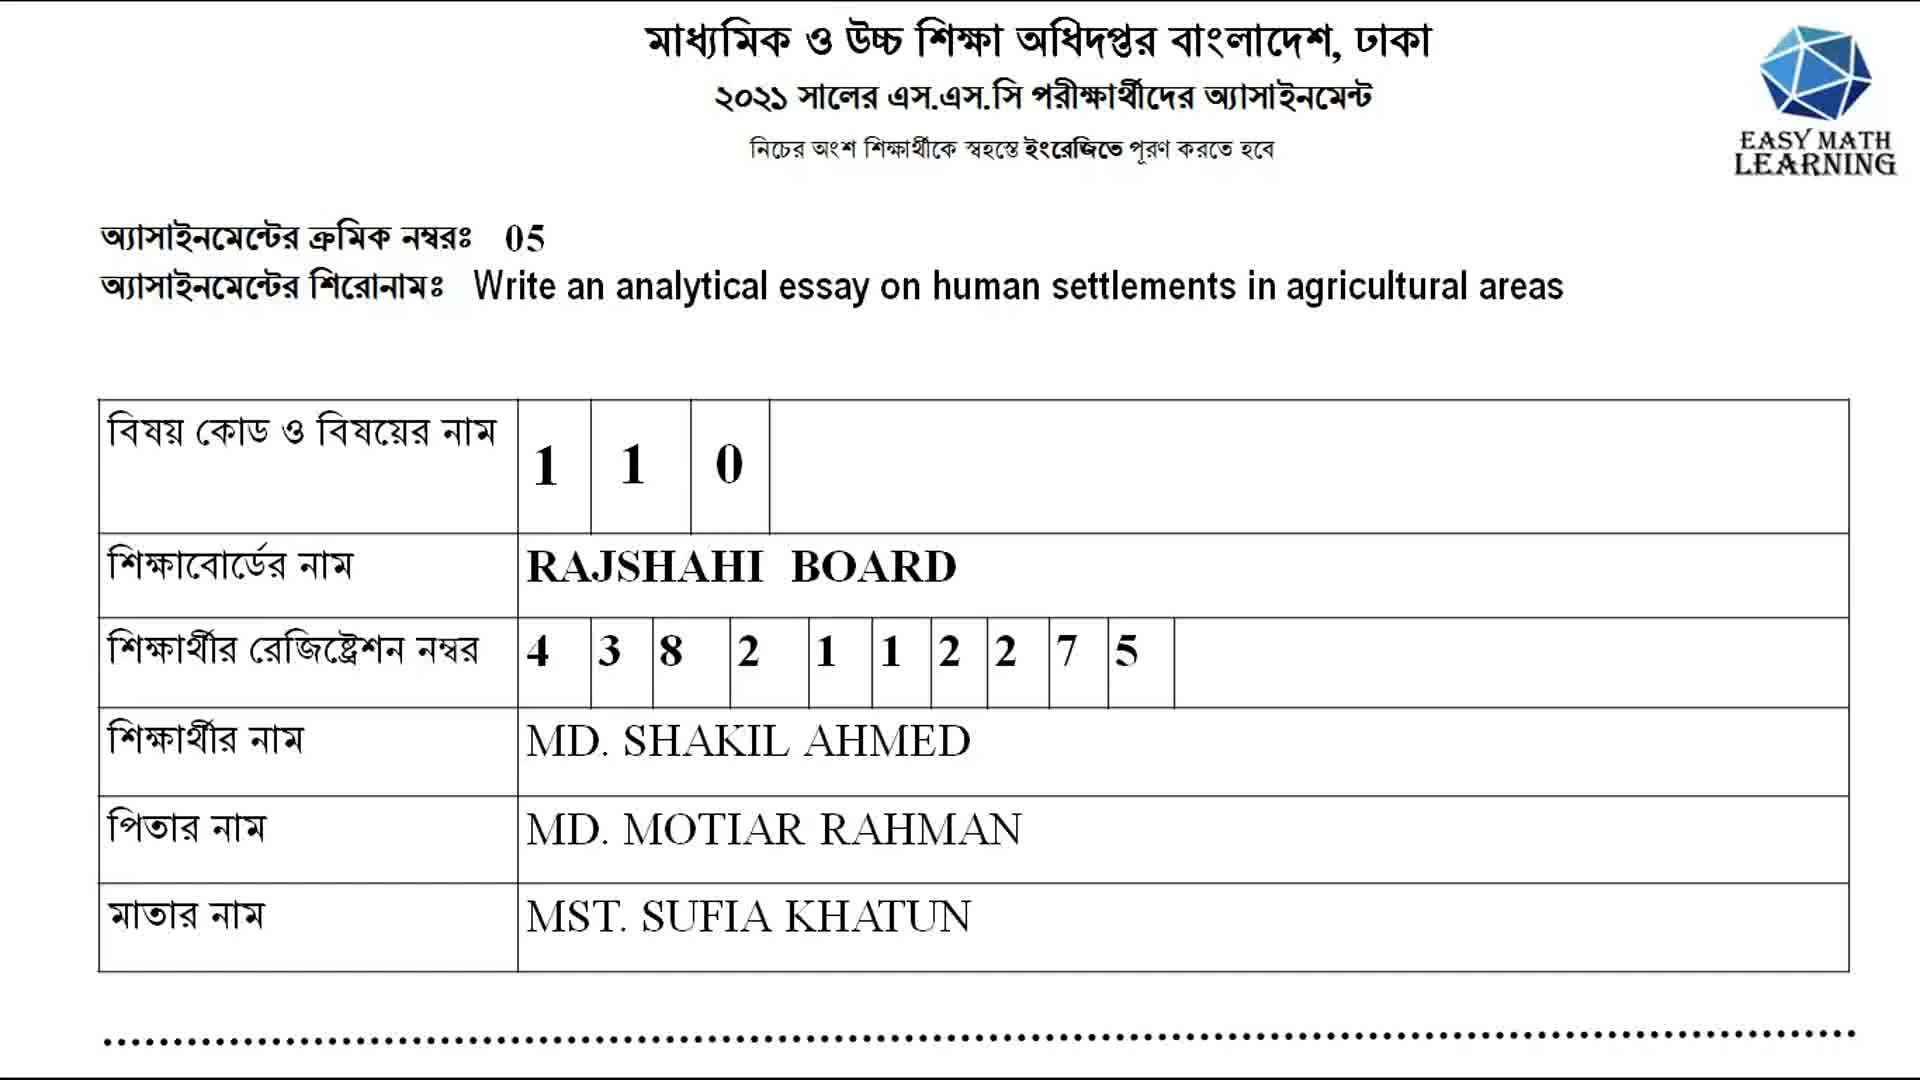 মাধ্যমিক ও উচ্চ শিক্ষা অধিদপ্তর বাংলাদেশ, ঢাকা
২০২১ সালের এস.এস.সি পরীক্ষার্থীদের অ্যাসাইনমেন্ট
নিচের অংশ শিক্ষার্থীকে স্বহস্তে ইংরেজিতে পূরণ করতে হবে
EASY MATH
LEARNING
অ্যাসাইনমেন্টের ক্রমিক নম্বরঃ 05
অ্যাসাইনমেন্টের শিরোনামঃ Write an analytical essay on human settlements in agricultural areas
বিষয় কোড ও বিষয়ের নাম 1 1 0
শিক্ষাবোর্ডের নাম RAJSHAHI BOARD
শিক্ষার্থীর রেজিষ্ট্রেশন নম্বর 4 3 8 2 1 1 2 2 7 5
শিক্ষার্থীর নাম MD. SHAKIL AHMED
পিতার নাম MD. MOTIAR RAHMAN
মাতার নাম MST. SUFIA KHATUN